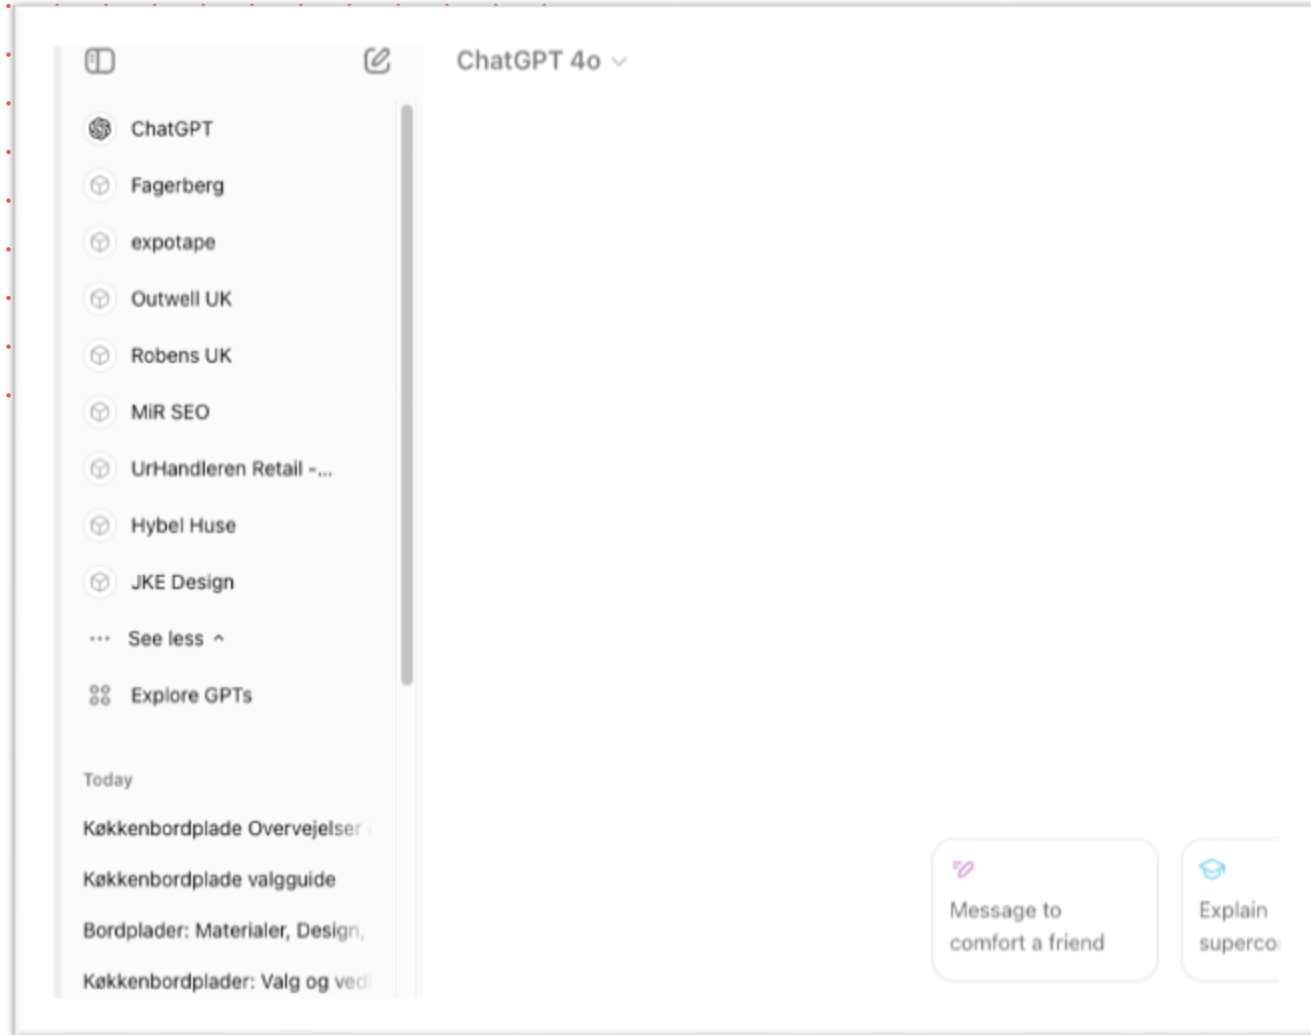 ChatGPT 4o
ChatGPT
Fagerberg
expotape
Outwell UK
Robens UK
MiR SEO
UrHandleren Retail -...
Hybel Huse
JKE Design
See less
Explore GPTs
Today
Køkkenbordplade Overvejelser
Køkkenbordplade valgguide
Bordplader: Materialer, Design,
Køkkenbordplader: Valg og ved
Message to
comfort a friend
Explain
superco